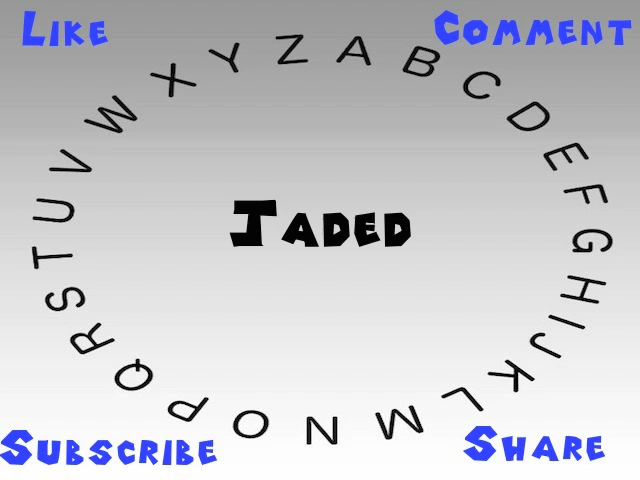 Like
Comment
A B C D E F G H I J K L M N O P Q R S T U V W X Y Z
Jaded
Subscribe
Share